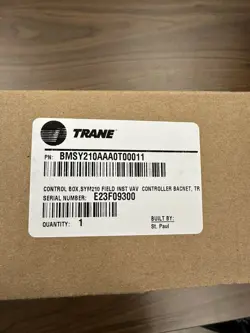 TRANE
PN: BMSY210AAA0T00011
CONTROL BOX,SYM210 FIELD INST VAV CONTROLLER BACNET, TR
SERIAL NUMBER: E23F09300
QUANTITY: 1
BUILT BY:
St. Paul